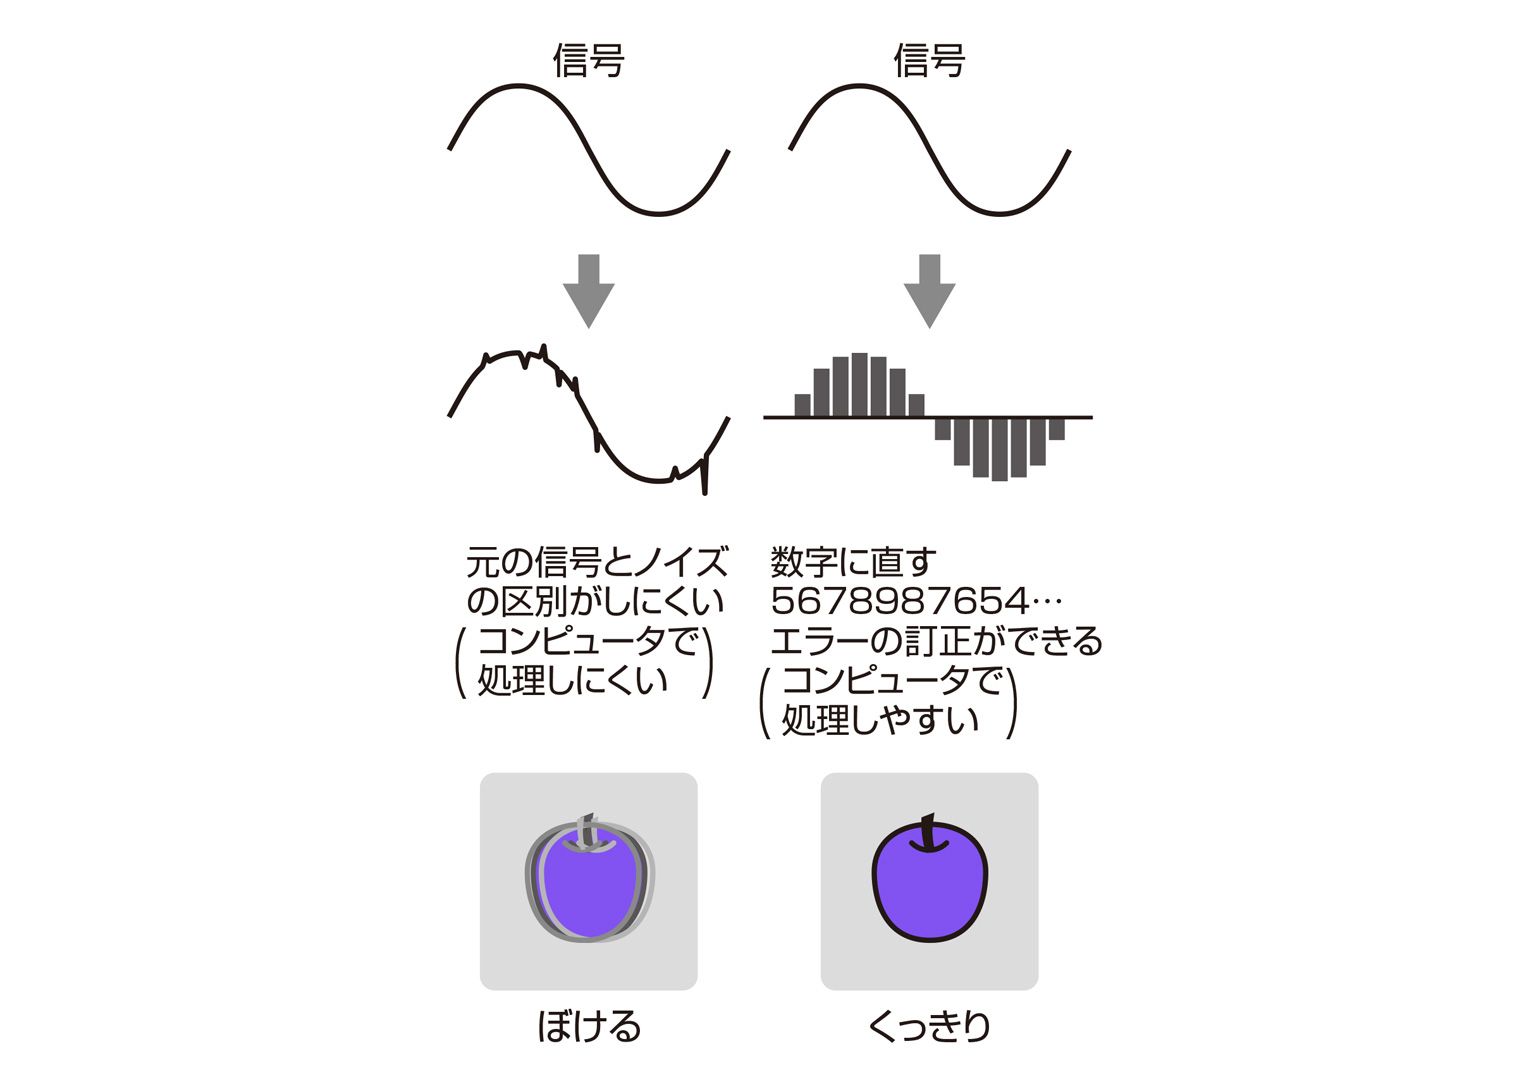 信号
元の信号とノイズ
の区別がしにくい
(コンピュータで
処理しにくい)
ぼける
信号
数字に直す
5678987654…
エラーの訂正ができる
(コンピュータで
処理しやすい)
くっきり